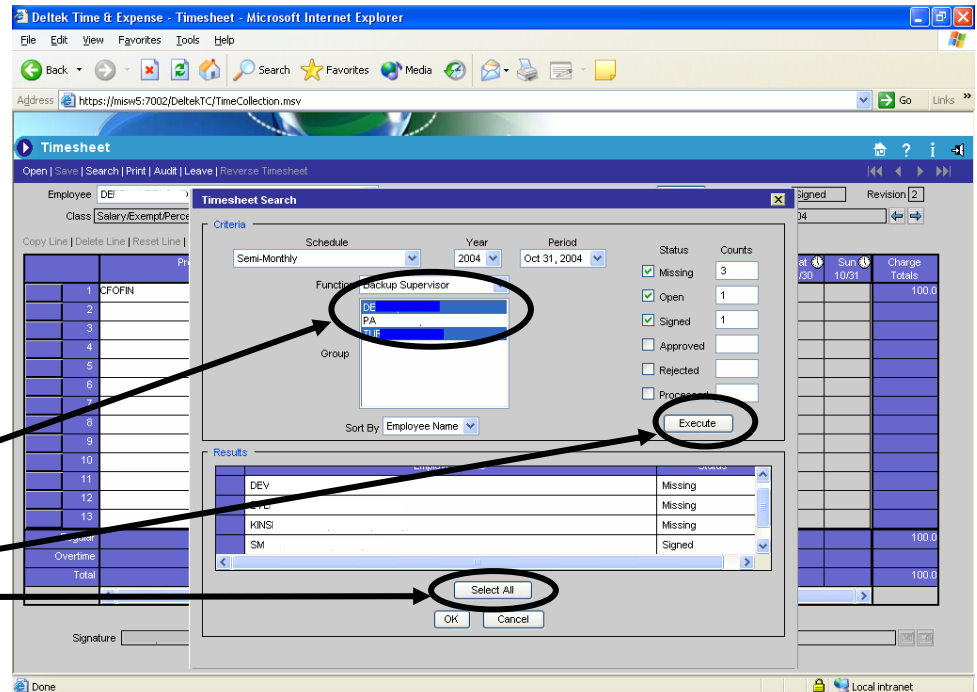 Deltek Time & Expense - Timesheet - Microsoft Internet Explorer
File Edit View Favorites Tools Help
Back Search Favorites Media
Address https://misw5:7002/DeltekTC/TimeCollection.msv Go Links »
Timesheet ? i
Open | Save | Search | Print | Audit | Leave | Reverse Timesheet
Employee Signed Revision 2
Class Salary/Exempt/Perce 04
Copy Line | Delete Line | Reset Line |
Sun Charge
/30 10/31 Totals
1 CFOFIN 100.0
2
3
4
5
6
7
8
9
10
11
12
13
Regular 100.0
Overtime
Total 100.0
Signature
Timesheet Search
Criteria
Schedule Year Period
Semi-Monthly 2004 Oct 31, 2004
Function Backup Supervisor
DE
PA
TUR
Group
Sort By Employee Name
Status Counts
Missing 3
Open 1
Signed 1
Approved
Rejected
Processed
Execute
Results
Status
DEV Missing
Missing
KINS Missing
SM Signed
Select All
OK Cancel
Done Local intranet